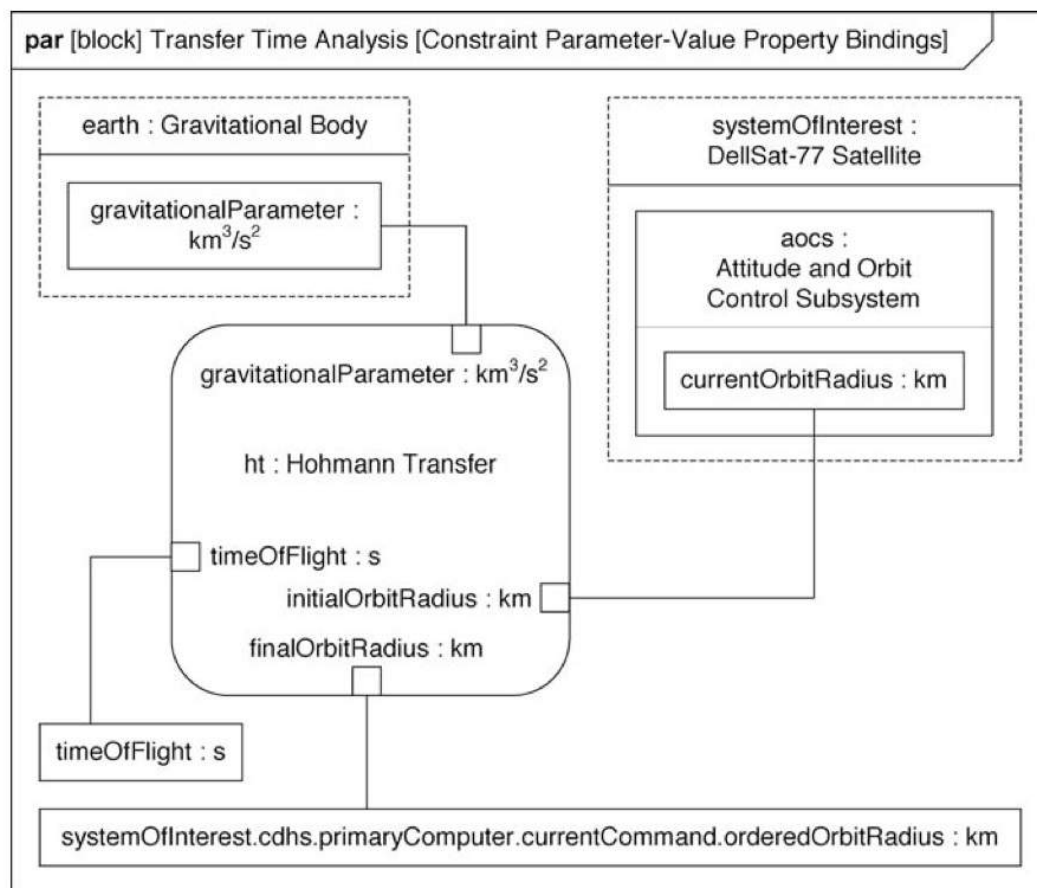 par [block] Transfer Time Analysis [Constraint Parameter-Value Property Bindings]
earth : Gravitational Body
gravitationalParameter :
km³/s²
systemOfInterest :
DellSat-77 Satellite
aocs :
Attitude and Orbit
Control Subsystem
currentOrbitRadius : km
gravitationalParameter : km³/s²
ht : Hohmann Transfer
timeOfFlight : s
initialOrbitRadius : km
finalOrbitRadius : km
timeOfFlight : s
systemOfInterest.cdhs.primaryComputer.currentCommand.orderedOrbitRadius : km